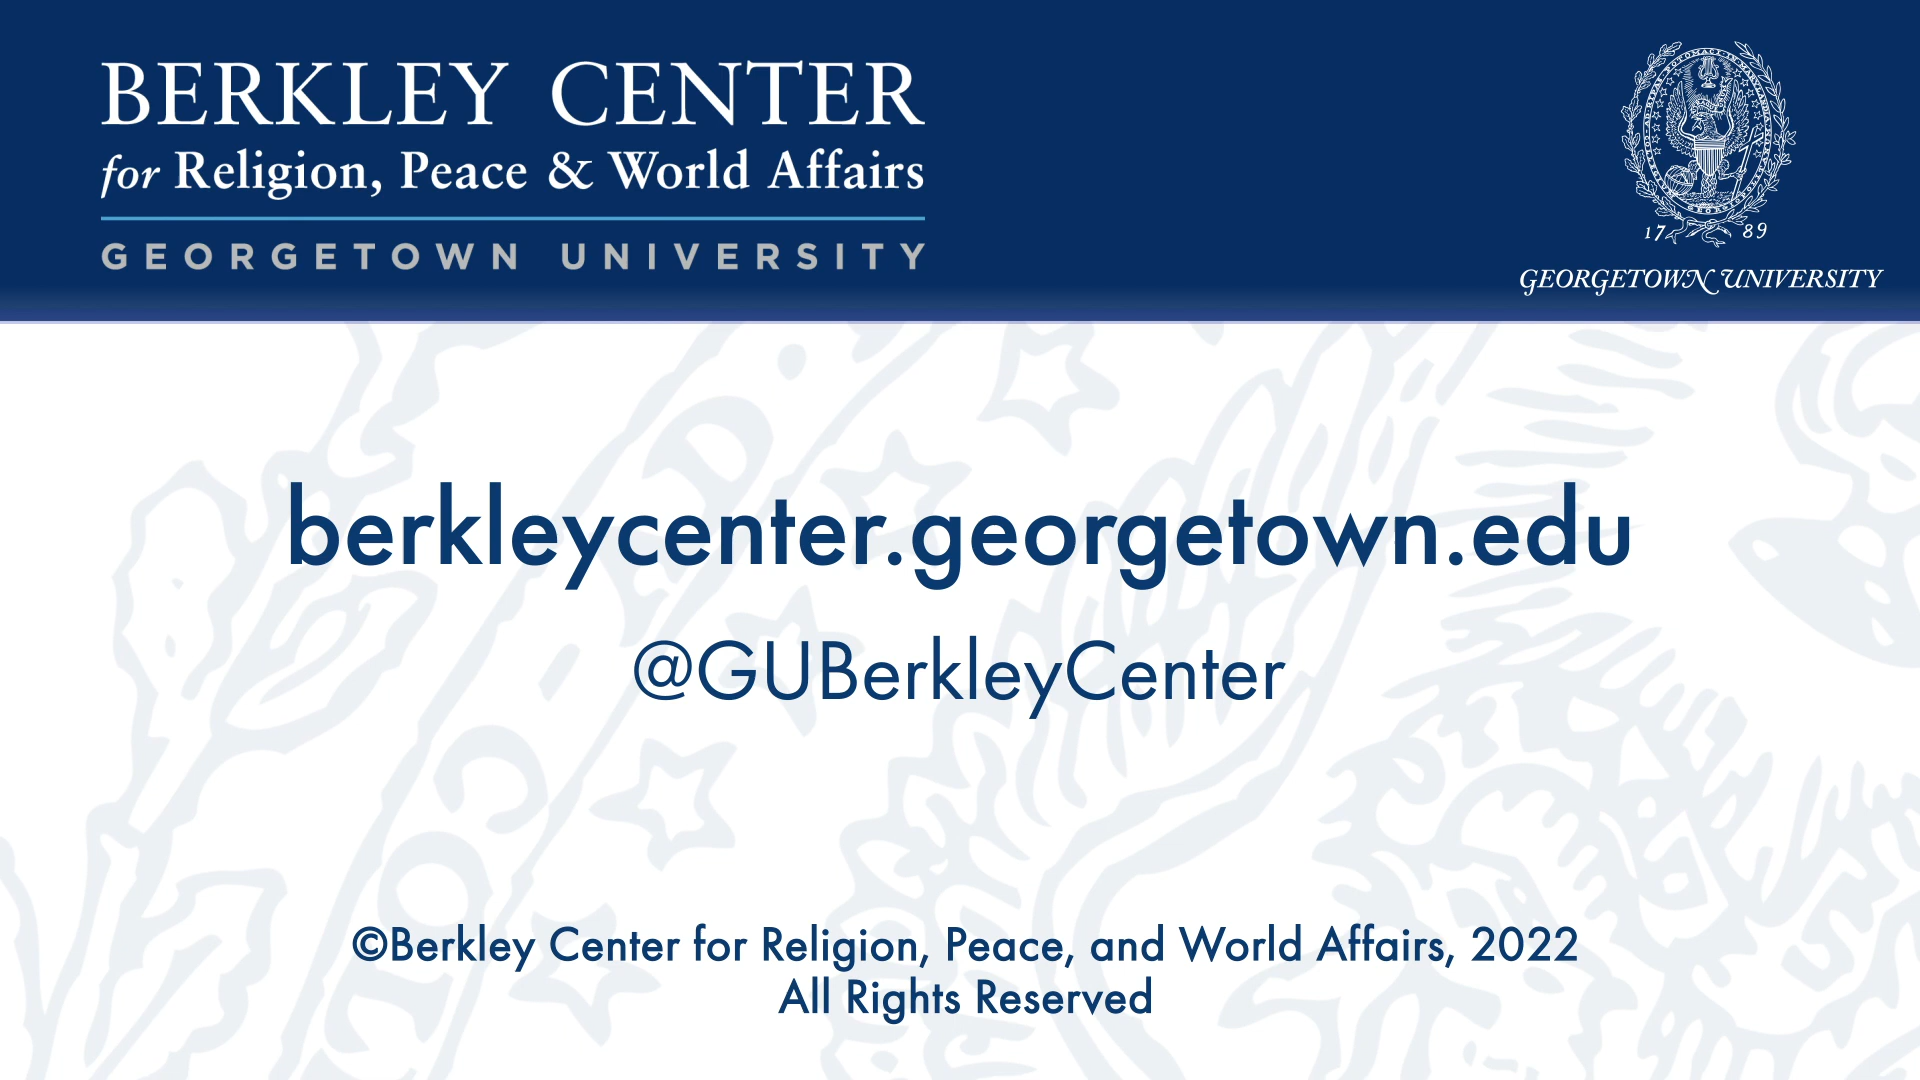 BERKLEY CENTER
for Religion, Peace & World Affairs
GEORGETOWN UNIVERSITY
17 89
GEORGETOWN UNIVERSITY
berkleycenter.georgetown.edu
@GUBerkleyCenter
©Berkley Center for Religion, Peace, and World Affairs, 2022
All Rights Reserved